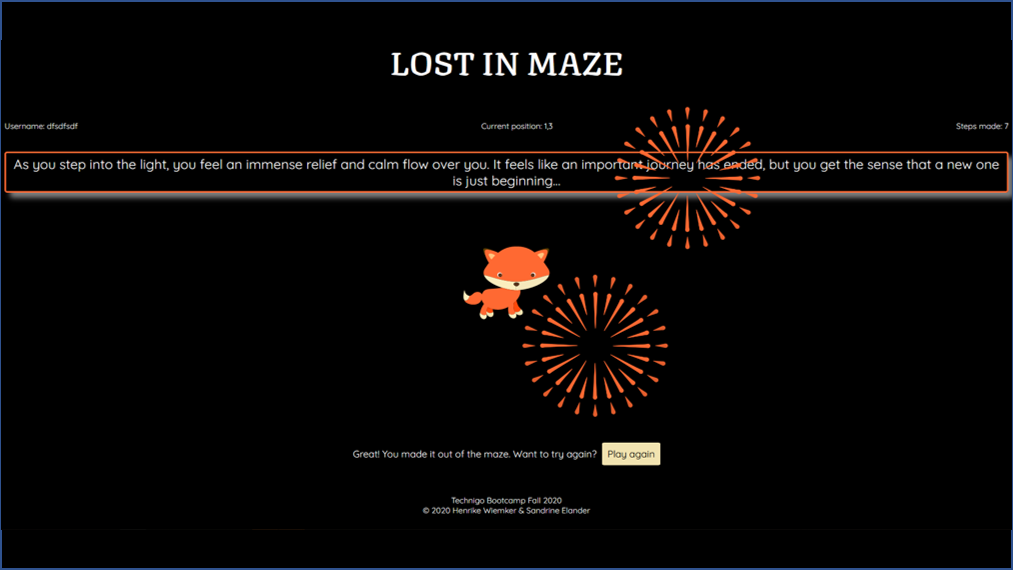 LOST IN MAZE
Username: dfsdfsdf
Current position: 1,3
Steps made: 7
As you step into the light, you feel an immense relief and calm flow over you. It feels like an important journey has ended, but you get the sense that a new one
is just beginning...
Great! You made it out of the maze. Want to try again?
Play again
Technigo Bootcamp Fall 2020
© 2020 Henrike Wiemker & Sandrine Elander